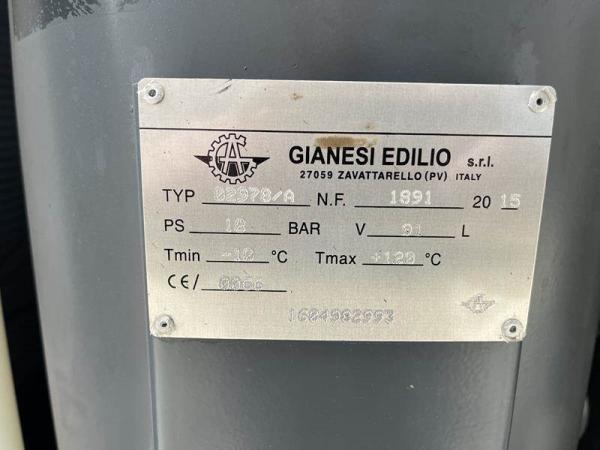 GIANESI EDILIO s.r.l.
27059 ZAVATTARELLO (PV) ITALY
TYP 02978/A N.F. 1891 20 15
PS 18 BAR V 91 L
Tmin -10 °C Tmax +120 °C
CE/ 0066
1604982993